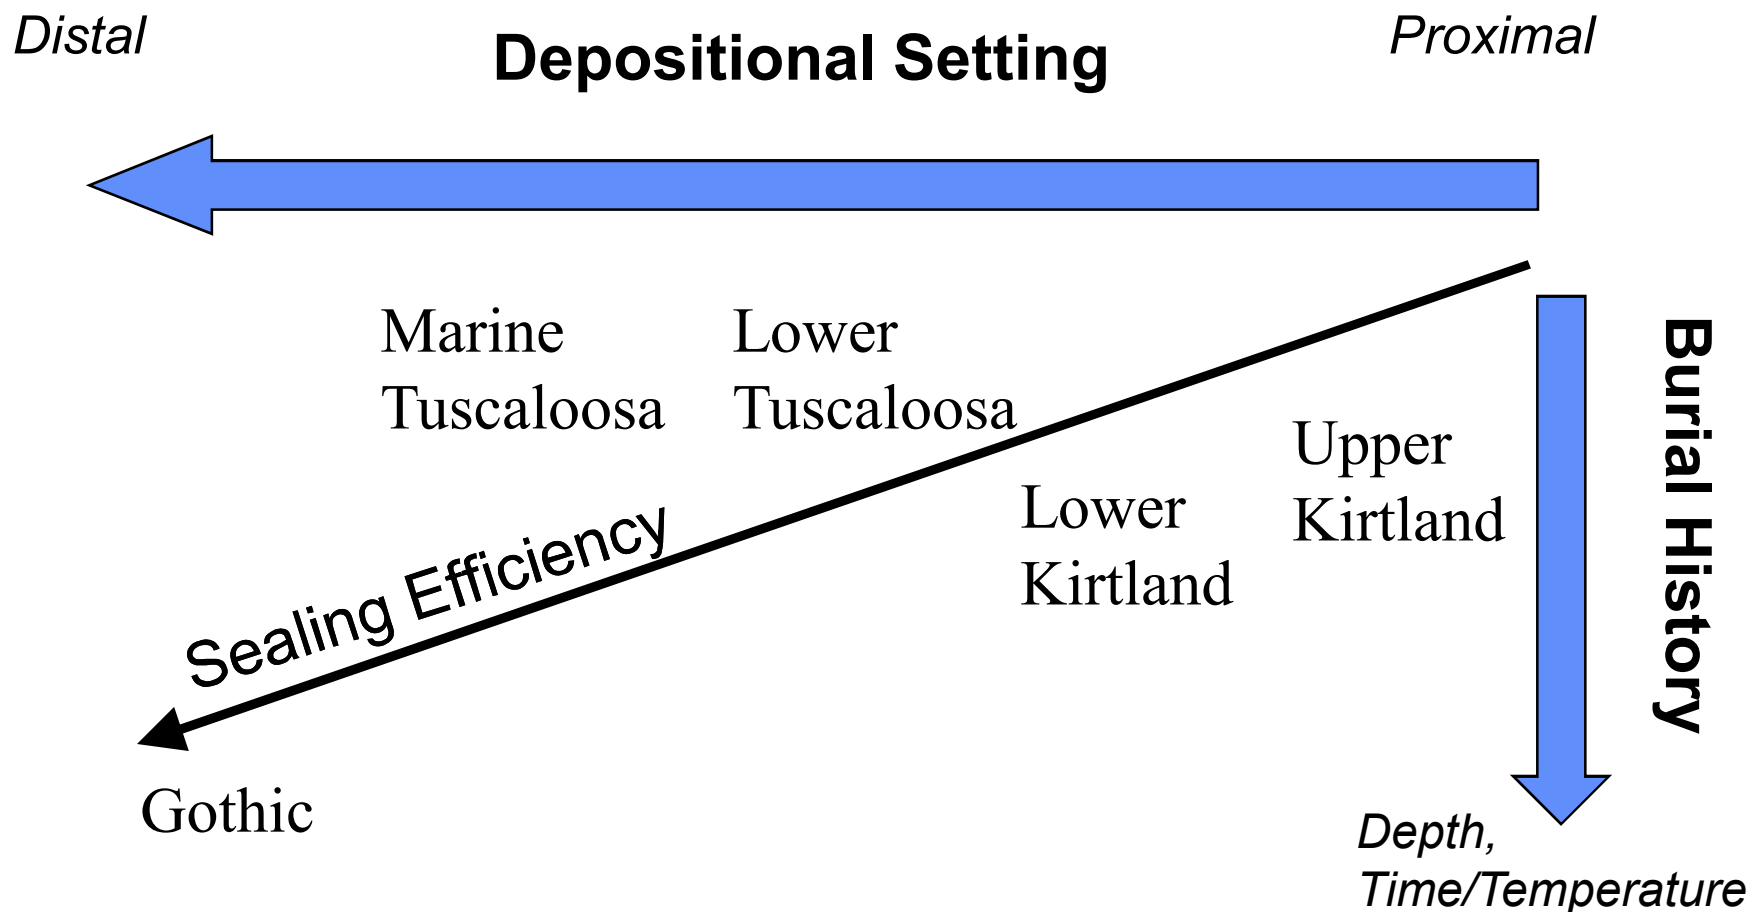 Distal
Depositional Setting
Proximal
Marine
Tuscaloosa
Lower
Tuscaloosa
Upper
Kirtland
Lower
Kirtland
Burial History
Sealing Efficiency
Gothic
Depth,
Time/Temperature